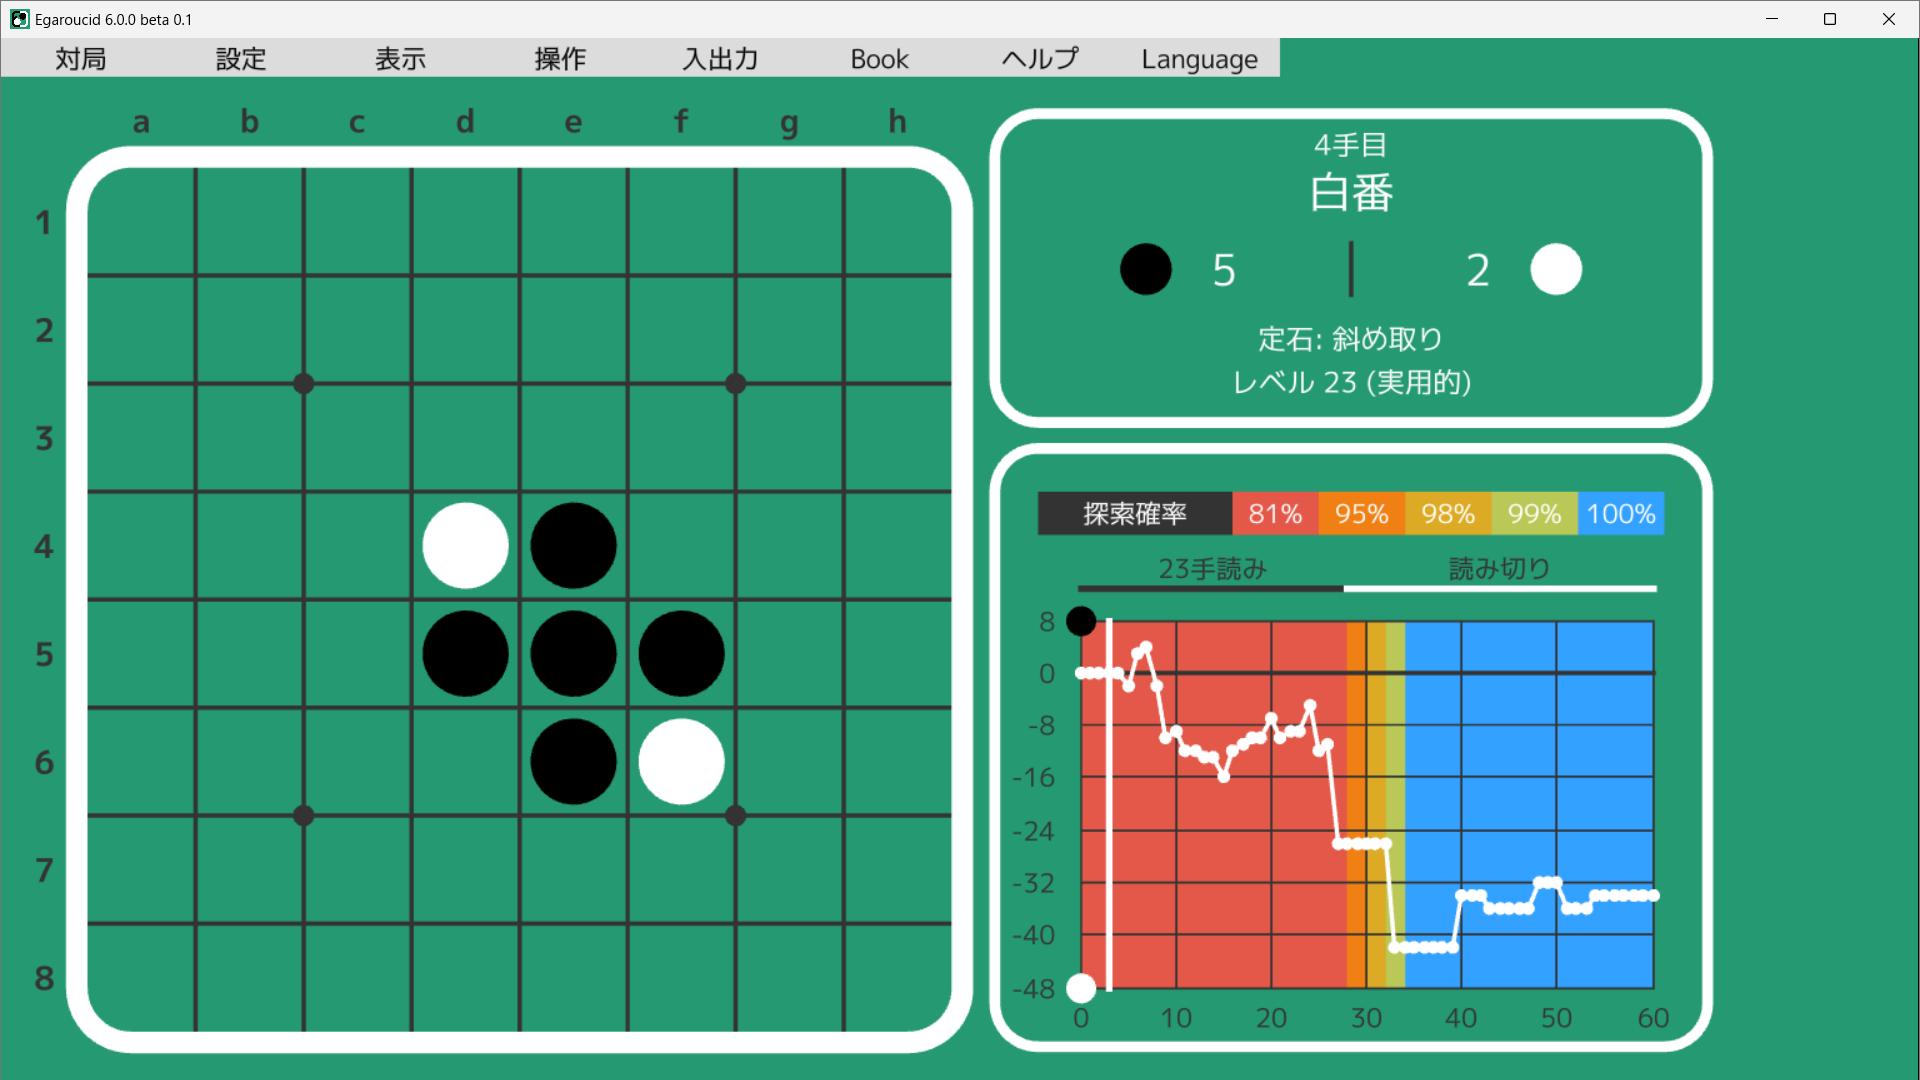 Egaroucid 6.0.0 beta 0.1
対局 設定 表示 操作 入出力 Book ヘルプ Language
a b c d e f g h
1
2
3
4
5
6
7
8
4手目
白番
5 2
定石: 斜め取り
レベル 23 (実用的)
探索確率 81% 95% 98% 99% 100%
23手読み 読み切り
8
0
-8
-16
-24
-32
-40
-48
0 10 20 30 40 50 60